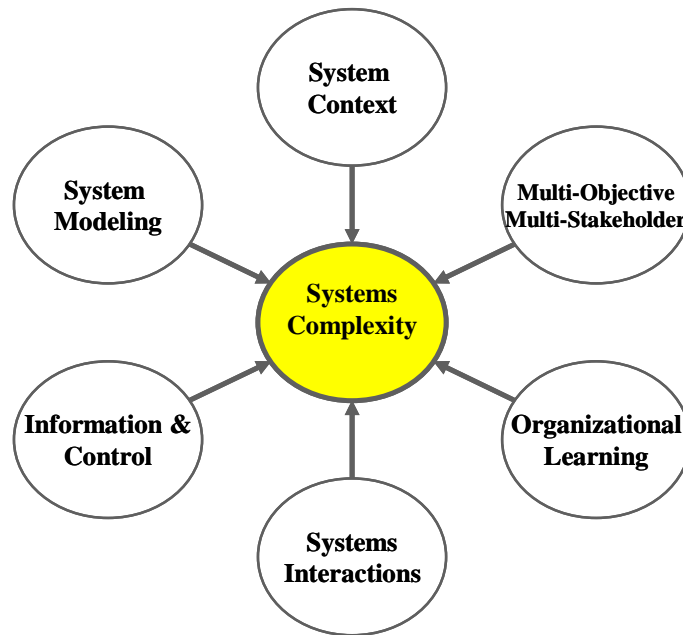 System
Context
System
Modeling
Multi-Objective
Multi-Stakeholder
Systems
Complexity
Information &
Control
Organizational
Learning
Systems
Interactions